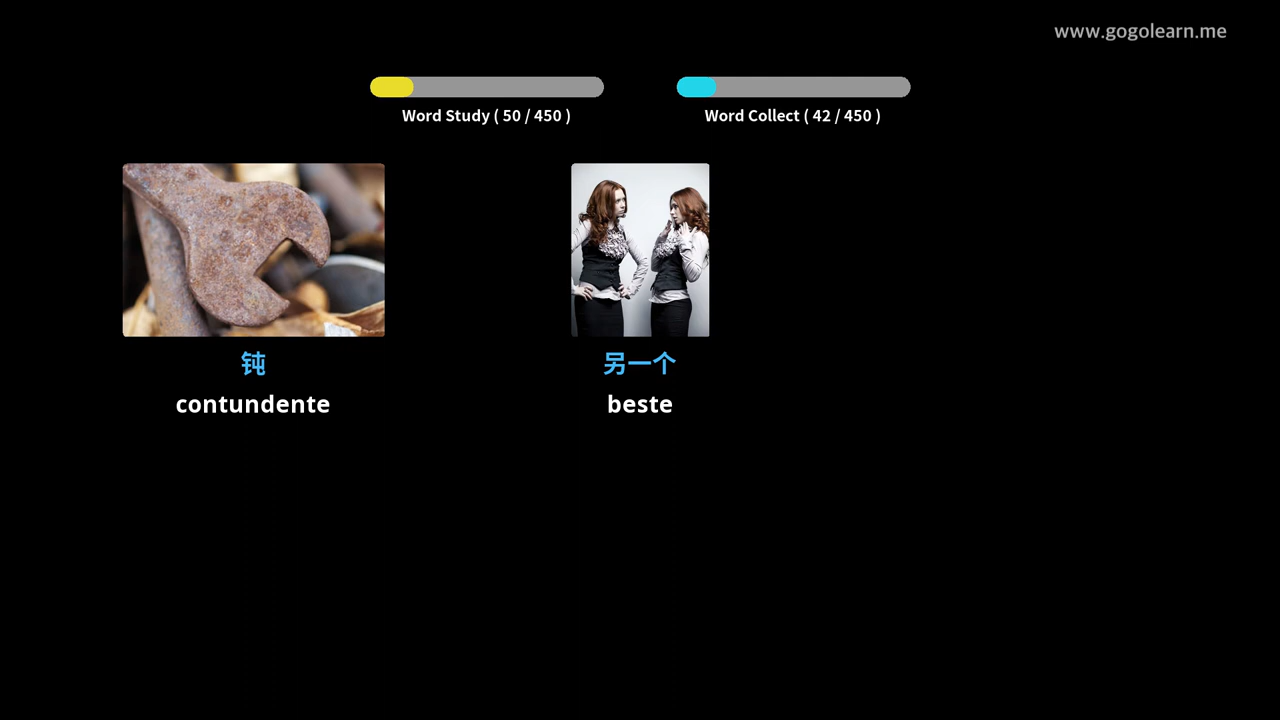 www.gogolearn.me
Word Study ( 50 / 450 )
Word Collect ( 42 / 450 )
钝
contundente
另一个
beste